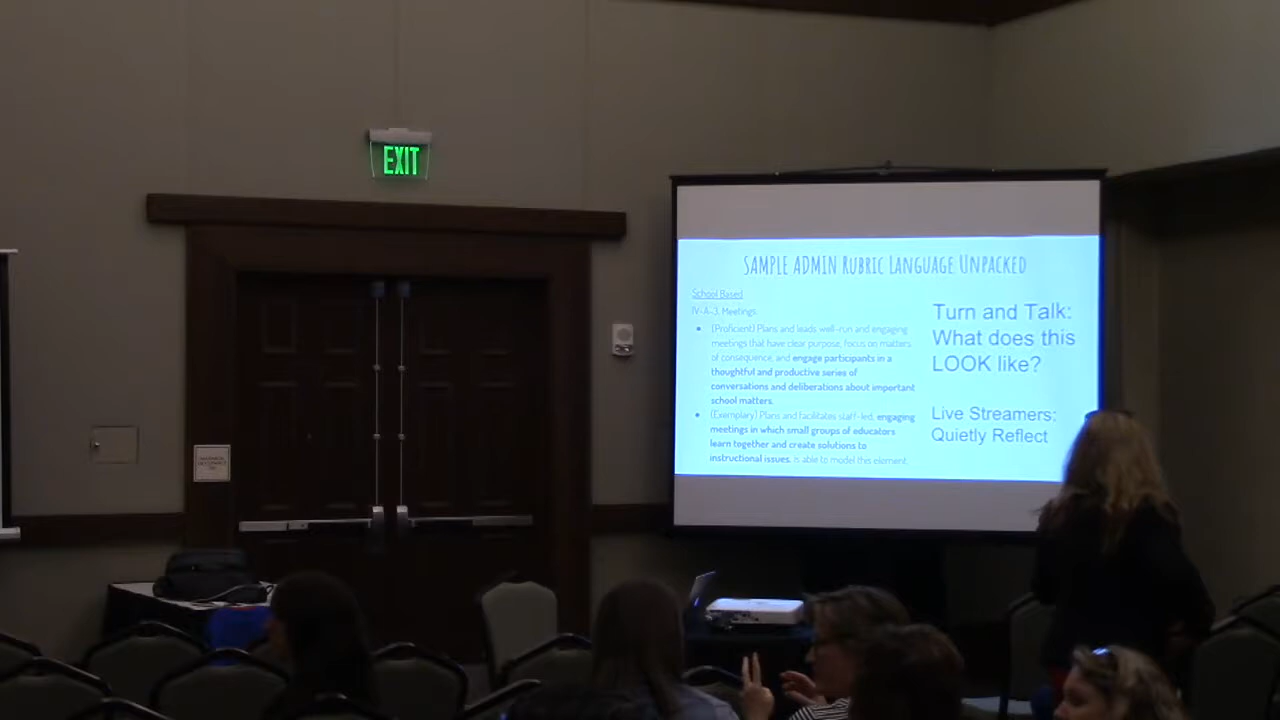 EXIT
SAMPLE ADMIN RUBRIC LANGUAGE UNPACKED
School Based
IV-A-3. Meetings
• (Proficient) Plans and leads well-run and engaging
meetings that have clear purpose, focus on matters
of consequence, and engage participants in a
thoughtful and productive series of
conversations and deliberations about important
school matters.
• (Exemplary) Plans and facilitates staff-led, engaging
meetings in which small groups of educators
learn together and create solutions to
instructional issues, is able to model this element.
Turn and Talk:
What does this
LOOK like?
Live Streamers:
Quietly Reflect